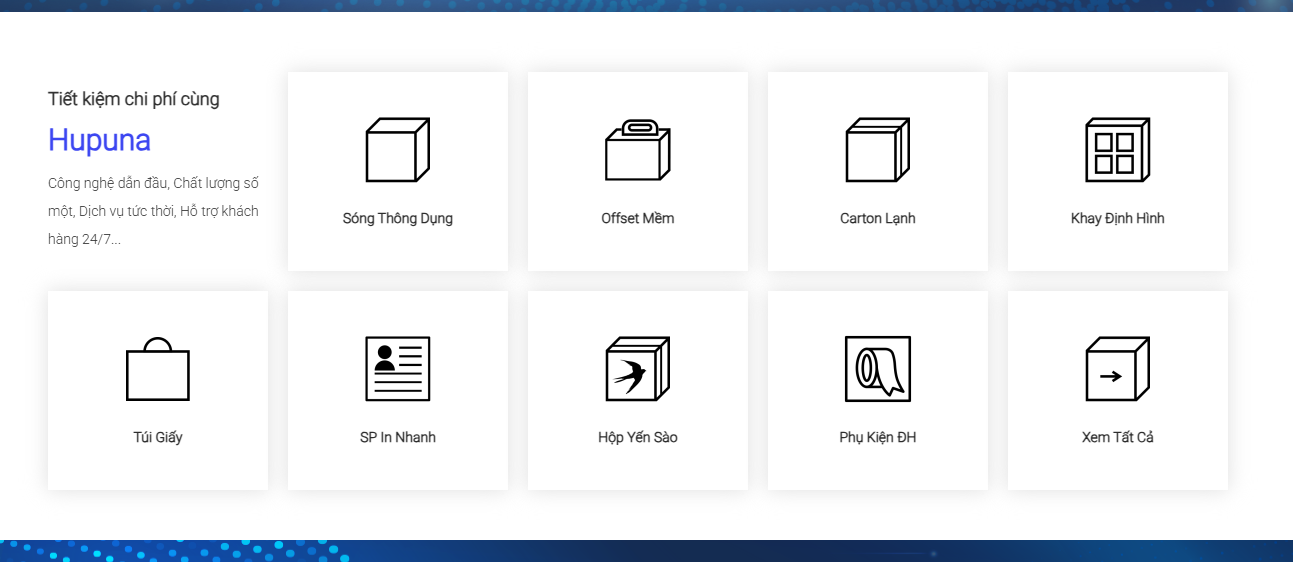 Tiết kiệm chi phí cùng
Hupuna
Công nghệ dẫn đầu, Chất lượng số
một, Dịch vụ tức thời, Hỗ trợ khách
hàng 24/7...
Sóng Thông Dụng
Offset Mềm
Carton Lạnh
Khay Định Hình
Túi Giấy
SP In Nhanh
Hộp Yến Sào
Phụ Kiện ĐH
Xem Tất Cả